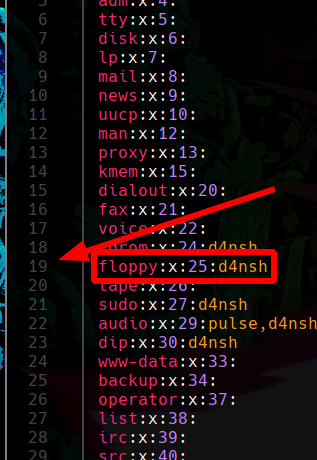 5 adm:x:4:
6 tty:x:5:
7 disk:x:6:
8 lp:x:7:
9 mail:x:8:
10 news:x:9:
11 uucp:x:10:
12 man:x:12:
13 proxy:x:13:
14 kmem:x:15:
15 dialout:x:20:
16 fax:x:21:
17 voice:x:22:
18 cdrom:x:24:d4nsh
19 floppy:x:25:d4nsh
20 tape:x:26:
21 sudo:x:27:d4nsh
22 audio:x:29:pulse,d4nsh
23 dip:x:30:d4nsh
24 www-data:x:33:
25 backup:x:34:
26 operator:x:37:
27 list:x:38:
28 irc:x:39:
29 src:x:40: